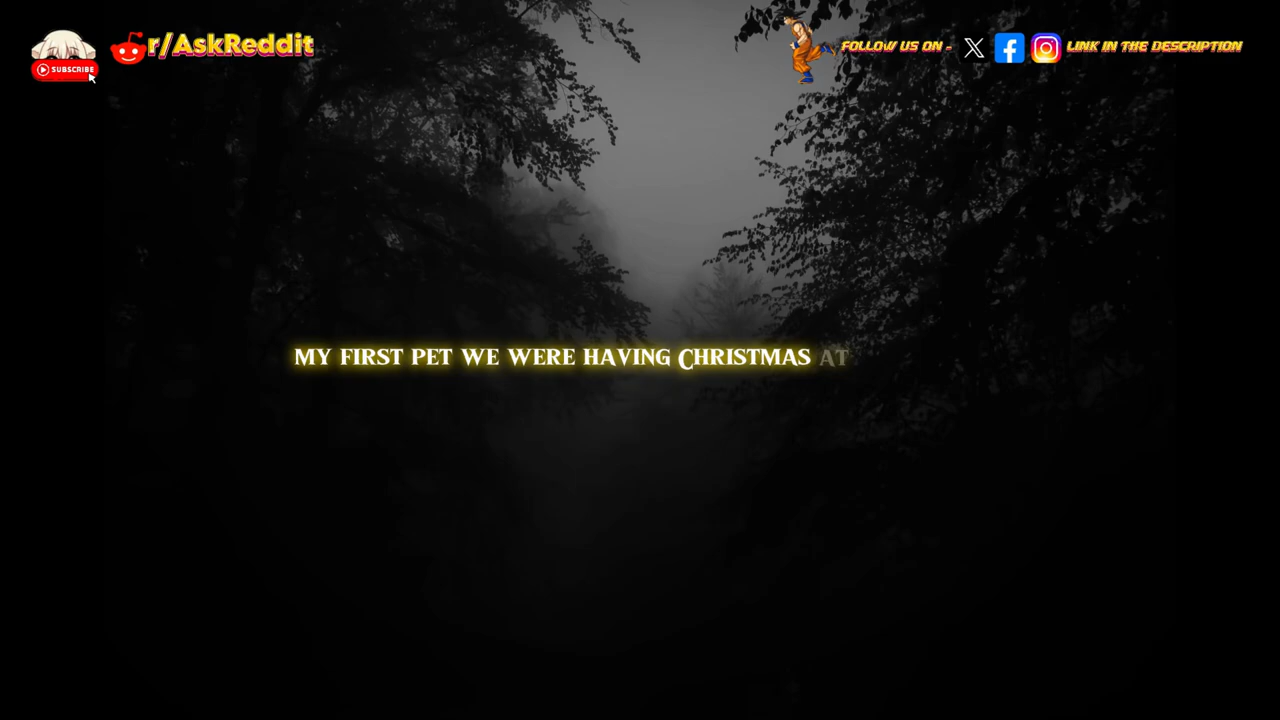 SUBSCRIBE
r/AskReddit
FOLLOW US ON -
LINK IN THE DESCRIPTION
MY FIRST PET WE WERE HAVING CHRISTMAS AT